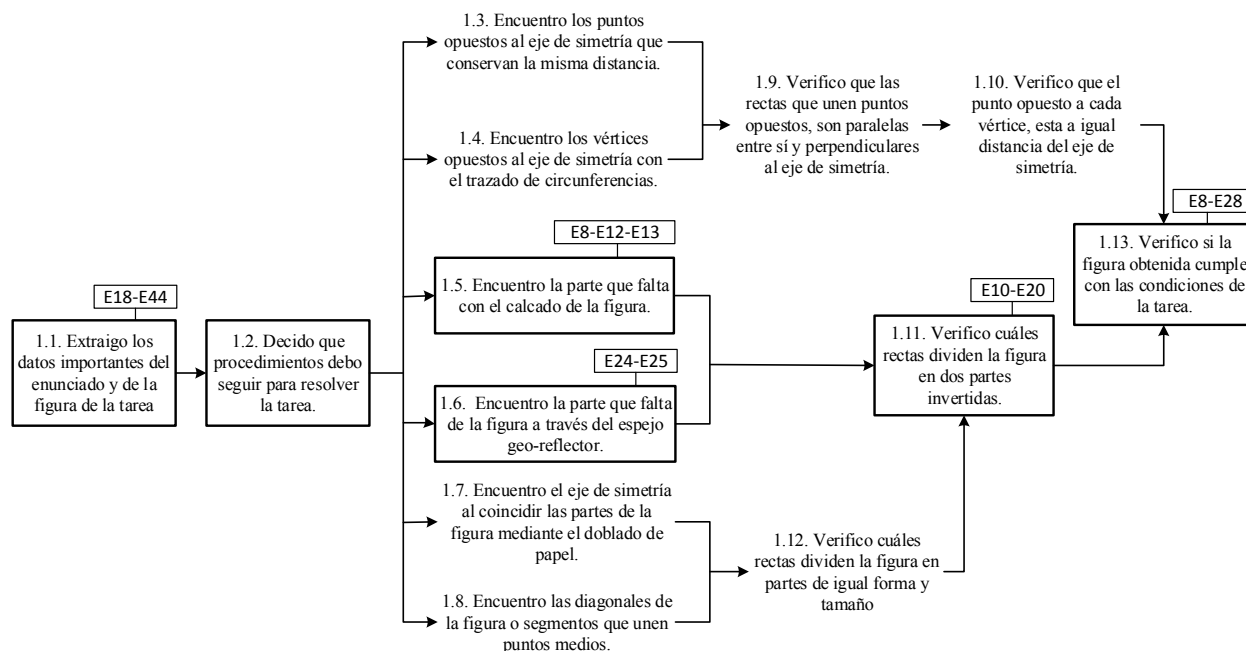 1.3. Encuentro los puntos
opuestos al eje de simetría que
conservan la misma distancia.
1.4. Encuentro los vértices
opuestos al eje de simetría con
el trazado de circunferencias.
1.9. Verifico que las
rectas que unen puntos
opuestos, son paralelas
entre sí y perpendiculares
al eje de simetría.
1.10. Verifico que el
punto opuesto a cada
vértice, esta a igual
distancia del eje de
simetría.
E8-E28
1.13. Verifico si la
figura obtenida cumple
con las condiciones de
la tarea.
E8-E12-E13
1.5. Encuentro la parte que falta
con el calcado de la figura.
E18-E44
1.1. Extraigo los
datos importantes del
enunciado y de la
figura de la tarea
1.2. Decido que
procedimientos debo
seguir para resolver
la tarea.
E24-E25
1.6. Encuentro la parte que falta
de la figura a través del espejo
geo-reflector.
E10-E20
1.11. Verifico cuáles
rectas dividen la figura
en dos partes
invertidas.
1.7. Encuentro el eje de simetría
al coincidir las partes de la
figura mediante el doblado de
papel.
1.8. Encuentro las diagonales de
la figura o segmentos que unen
puntos medios.
1.12. Verifico cuáles
rectas dividen la figura en
partes de igual forma y
tamaño